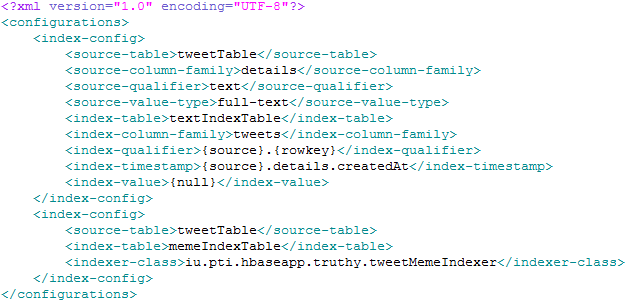 <?xml version="1.0" encoding="UTF-8"?>
<configurations>
<index-config>
<source-table>tweetTable</source-table>
<source-column-family>details</source-column-family>
<source-qualifier>text</source-qualifier>
<source-value-type>full-text</source-value-type>
<index-table>textIndexTable</index-table>
<index-column-family>tweets</index-column-family>
<index-qualifier>{source}.{rowkey}</index-qualifier>
<index-timestamp>{source}.details.createdAt</index-timestamp>
<index-value>{null}</index-value>
</index-config>
<index-config>
<source-table>tweetTable</source-table>
<index-table>memeIndexTable</index-table>
<indexer-class>iu.pti.hbaseapp.truthy.tweetMemeIndexer</indexer-class>
</index-config>
</configurations>